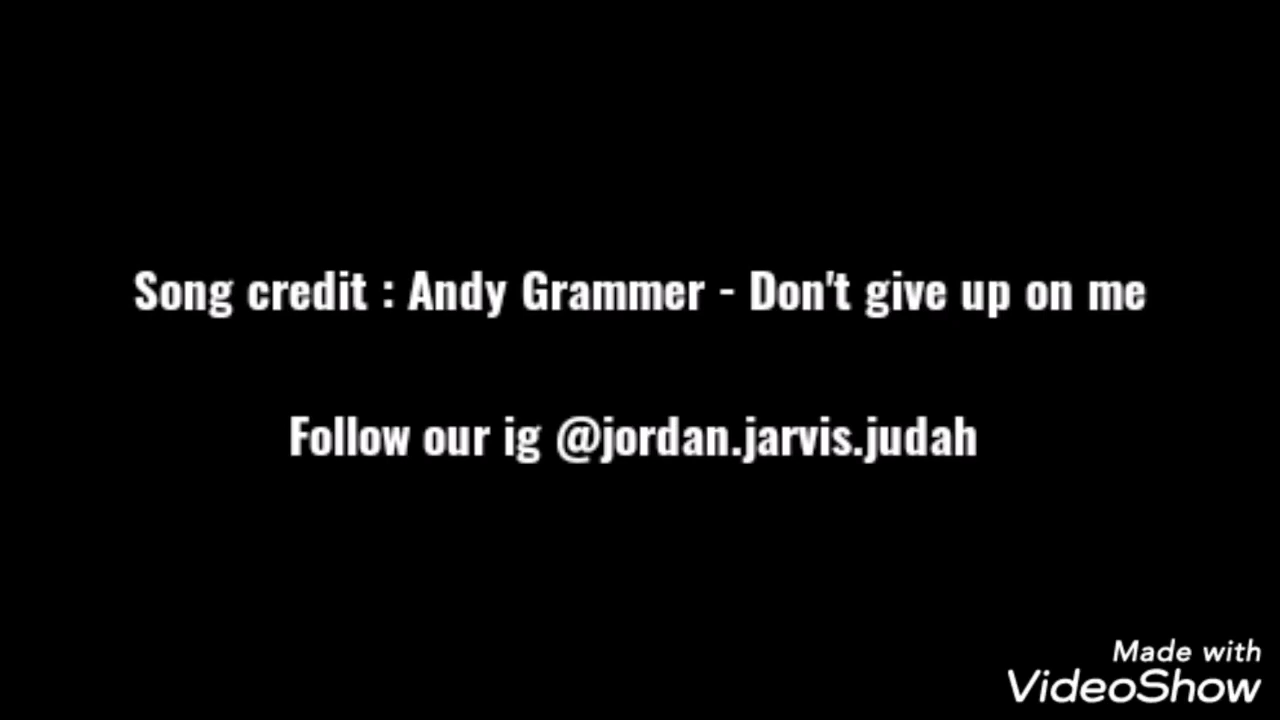 Song credit : Andy Grammer - Don't give up on me
Follow our ig @jordan.jarvis.judah
Made with
VideoShow